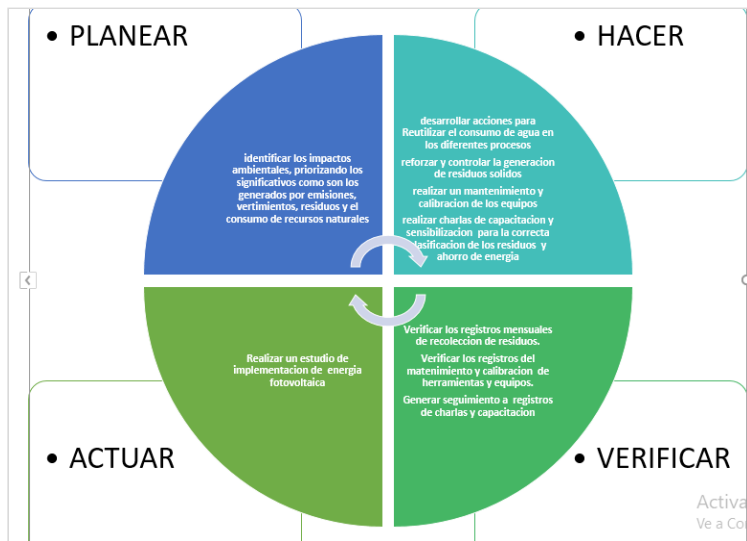 • PLANEAR
• HACER
identificar los impactos
ambientales, priorizando los
significativos como son los
generados por emisiones,
vertimientos, residuos y el
consumo de recursos naturales
desarrollar acciones para
Reutilizar el consumo de agua en
los diferentes procesos
reforzar y controlar la generacion
de residuos solidos
realizar un mantenimiento y
calibracion de los equipos
realizar charlas de capacitacion y
sensibilizacion para la correcta
clasificacion de los residuos y
ahorro de energia
Realizar un estudio de
implementacion de energia
fotovoltaica
Verificar los registros mensuales
de recoleccion de residuos.
Verificar los registros del
matenimiento y calibracion de
herramientas y equipos.
Generar seguimiento a registros
de charlas y capacitacion
• ACTUAR
• VERIFICAR
Activa
Ve a Co